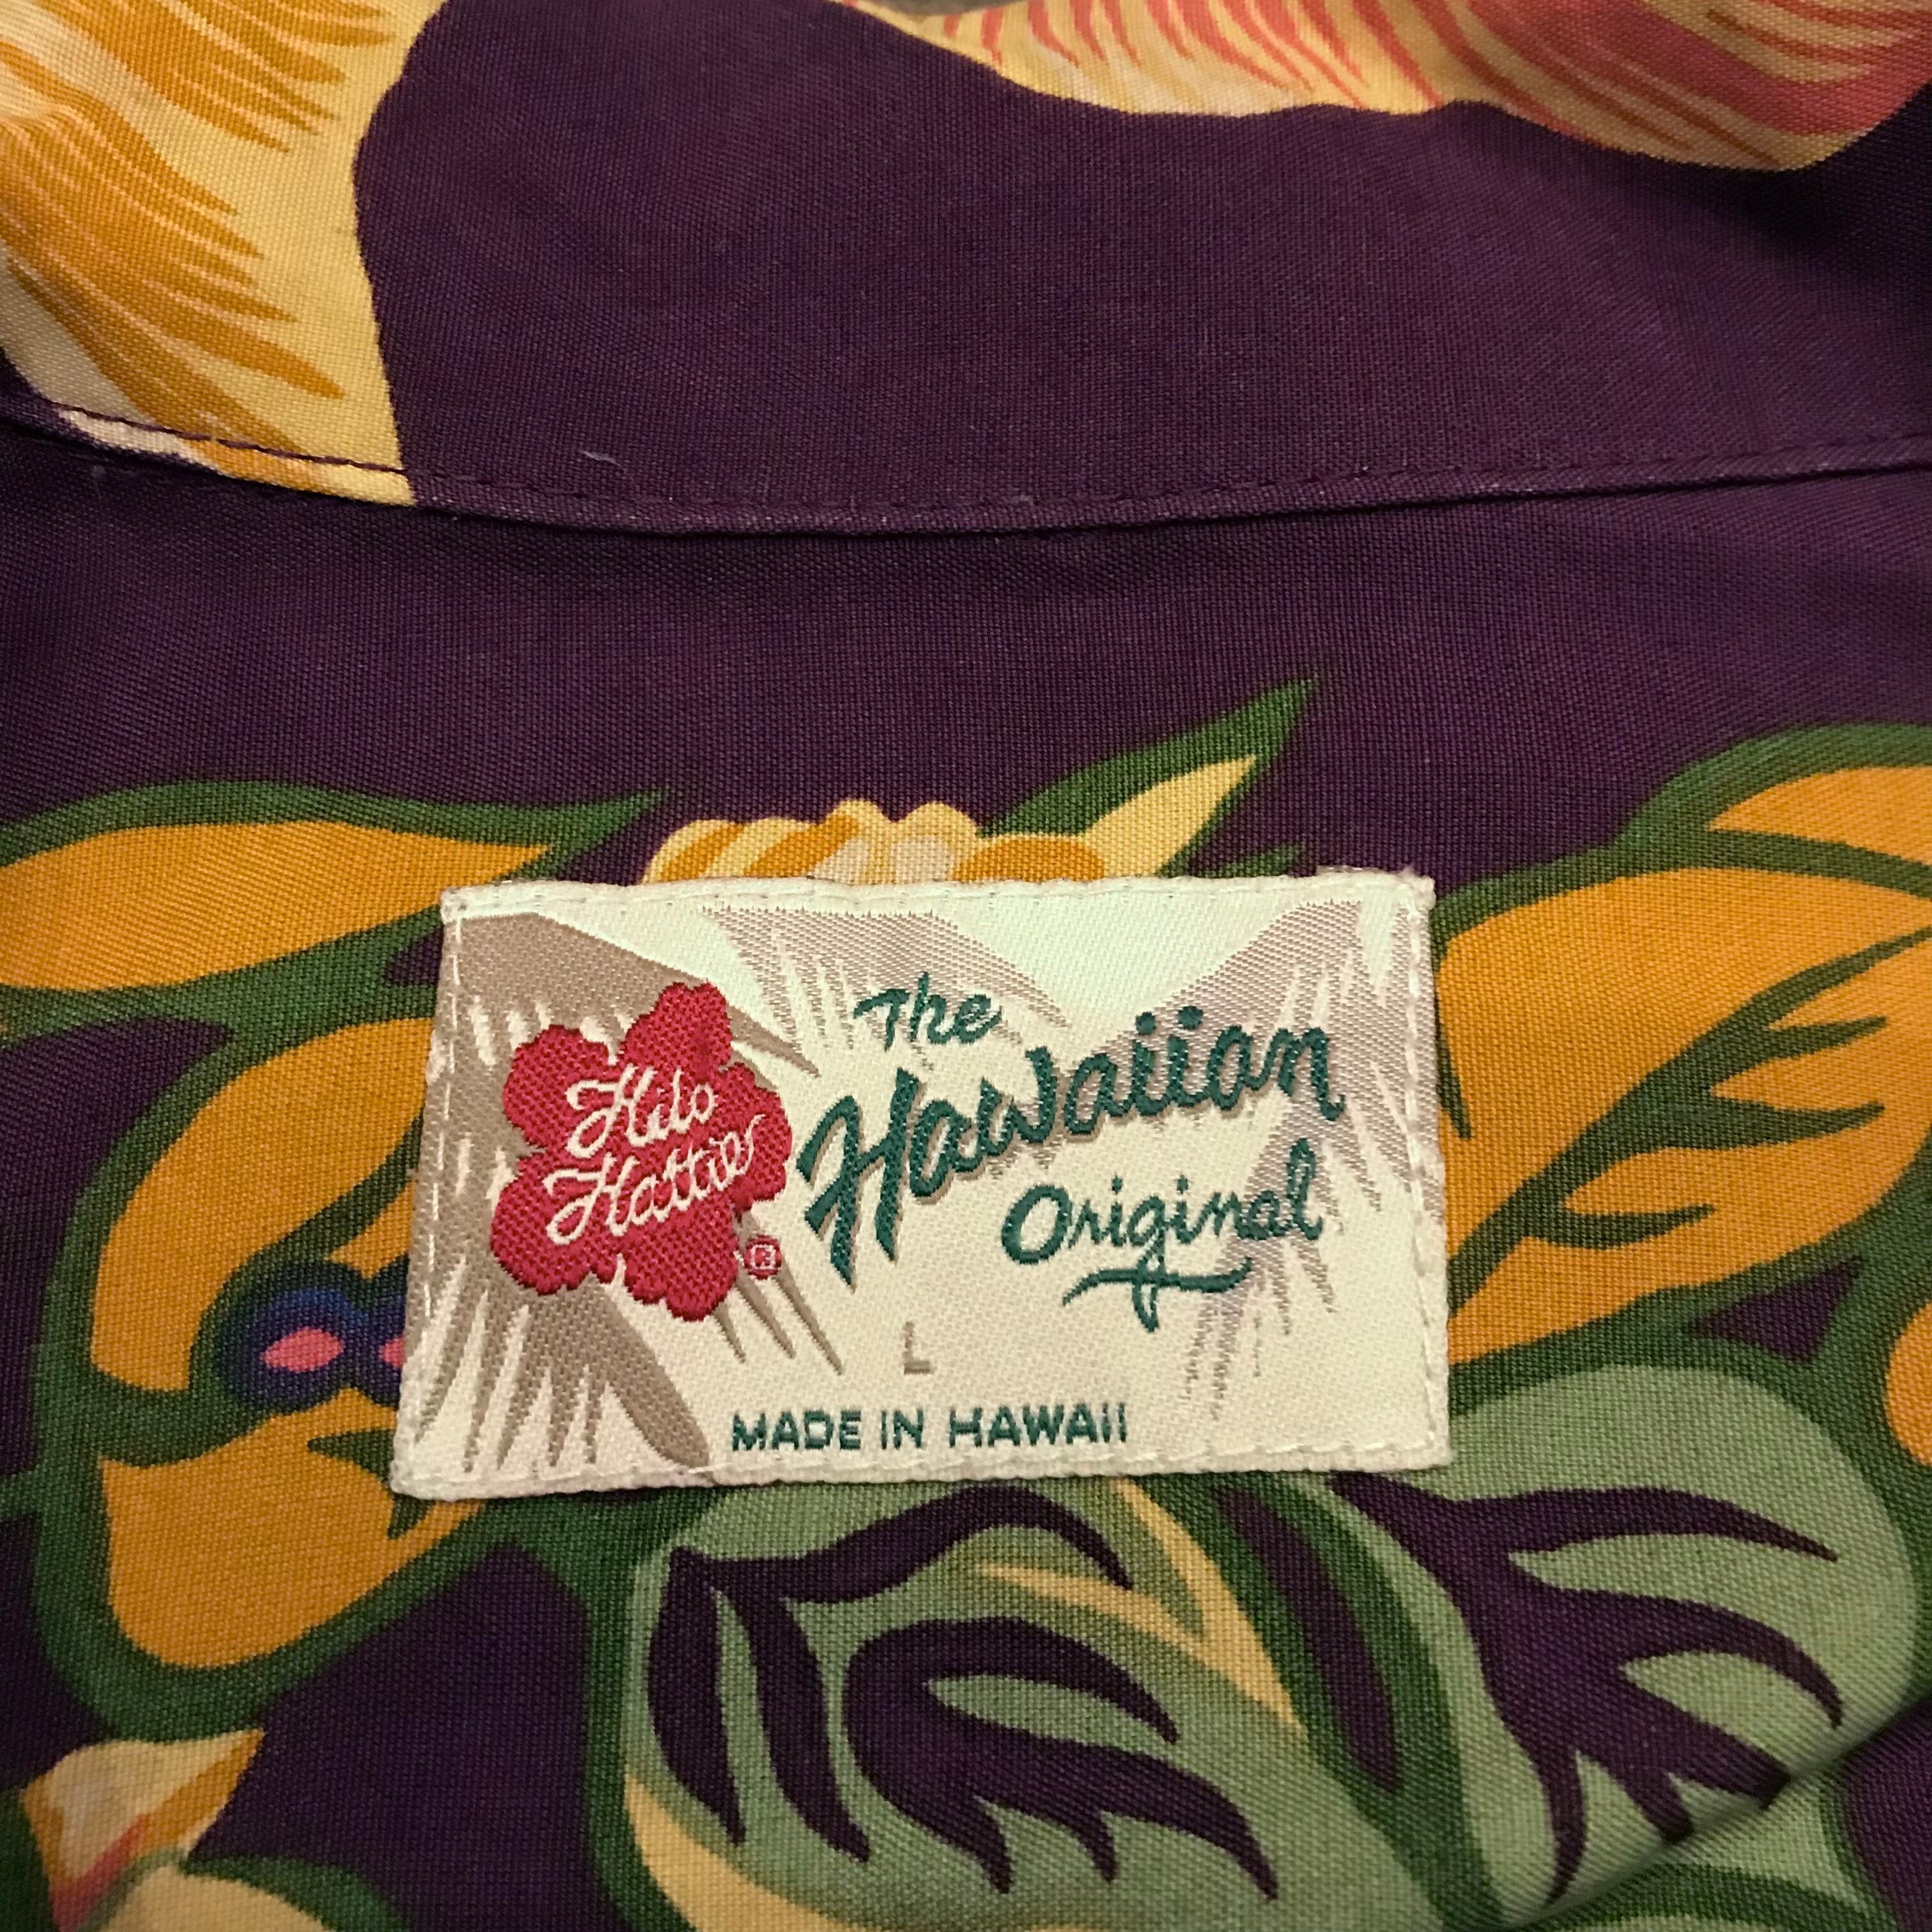 Hilo
Hattie®
The
Hawaiian
Original
L
MADE IN HAWAII